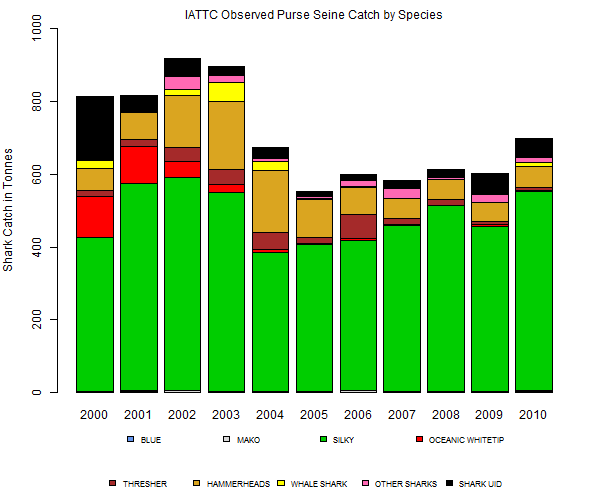 IATTC Observed Purse Seine Catch by Species
Shark Catch in Tonnes
1000
800
600
400
200
0
2000 2001 2002 2003 2004 2005 2006 2007 2008 2009 2010
BLUE MAKO SILKY OCEANIC WHITETIP
THRESHER HAMMERHEADS WHALE SHARK OTHER SHARKS SHARK UID